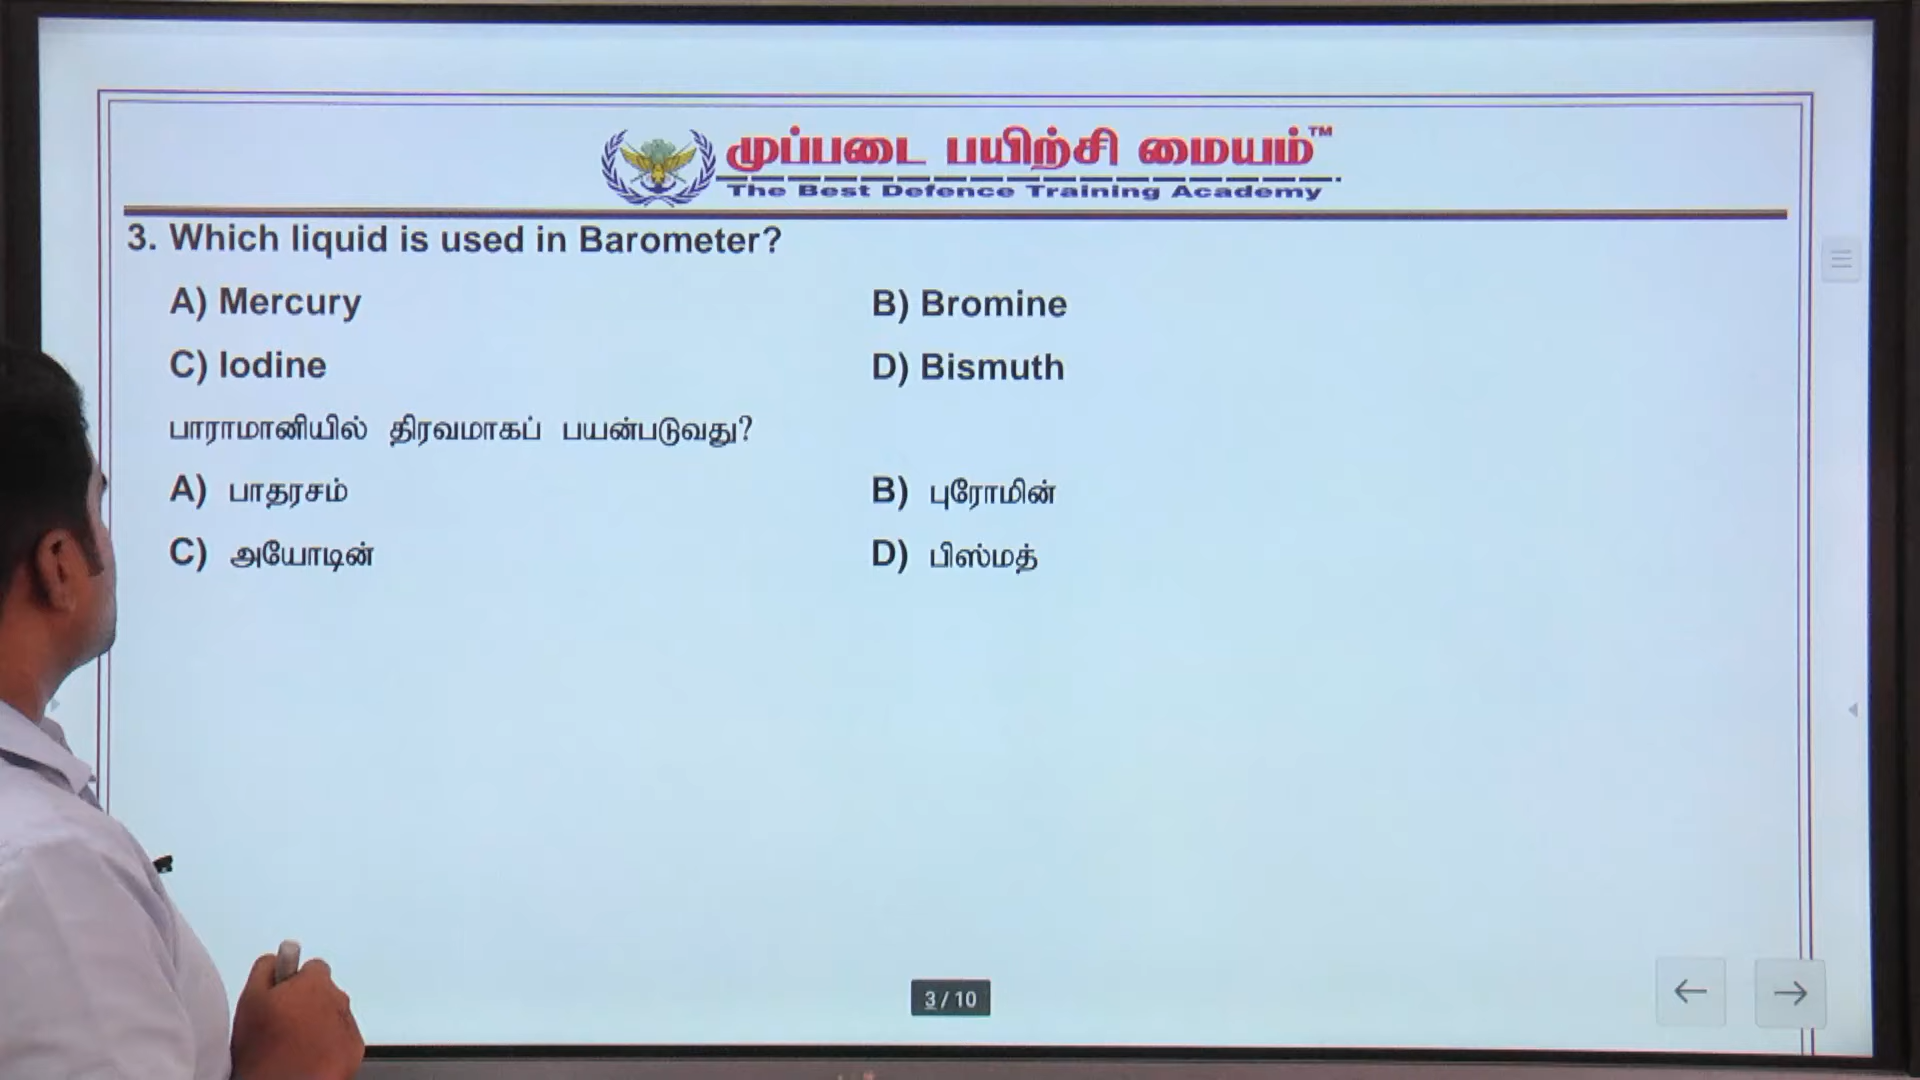 முப்படை பயிற்சி மையம்™
The Best Defence Training Academy
3. Which liquid is used in Barometer?
A) Mercury B) Bromine
C) Iodine D) Bismuth
பாராமானியில் திரவமாகப் பயன்படுவது?
A) பாதரசம் B) புரோமின்
C) அயோடின் D) பிஸ்மத்
3 / 10